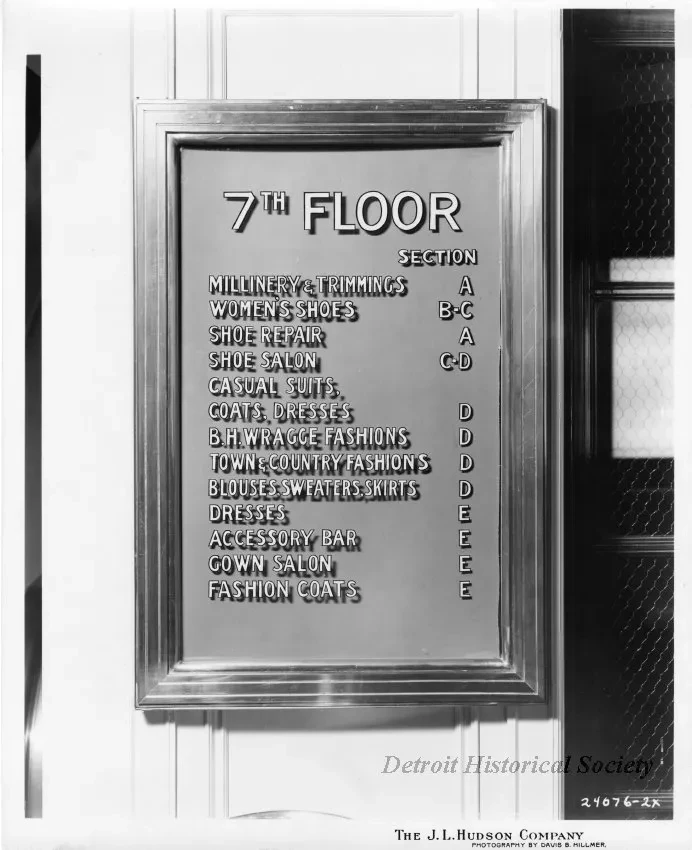 7TH FLOOR
SECTION
MILLINERY & TRIMMINGS A
WOMEN'S SHOES B-C
SHOE REPAIR A
SHOE SALON C-D
CASUAL SUITS,
COATS, DRESSES D
B.H. WRAGGE FASHIONS D
TOWN & COUNTRY FASHIONS D
BLOUSES, SWEATERS, SKIRTS D
DRESSES E
ACCESSORY BAR E
GOWN SALON E
FASHION COATS E
Detroit Historical Society
24076-2X
THE J.L. HUDSON COMPANY
PHOTOGRAPHY BY DAVIS B. HILLMER.